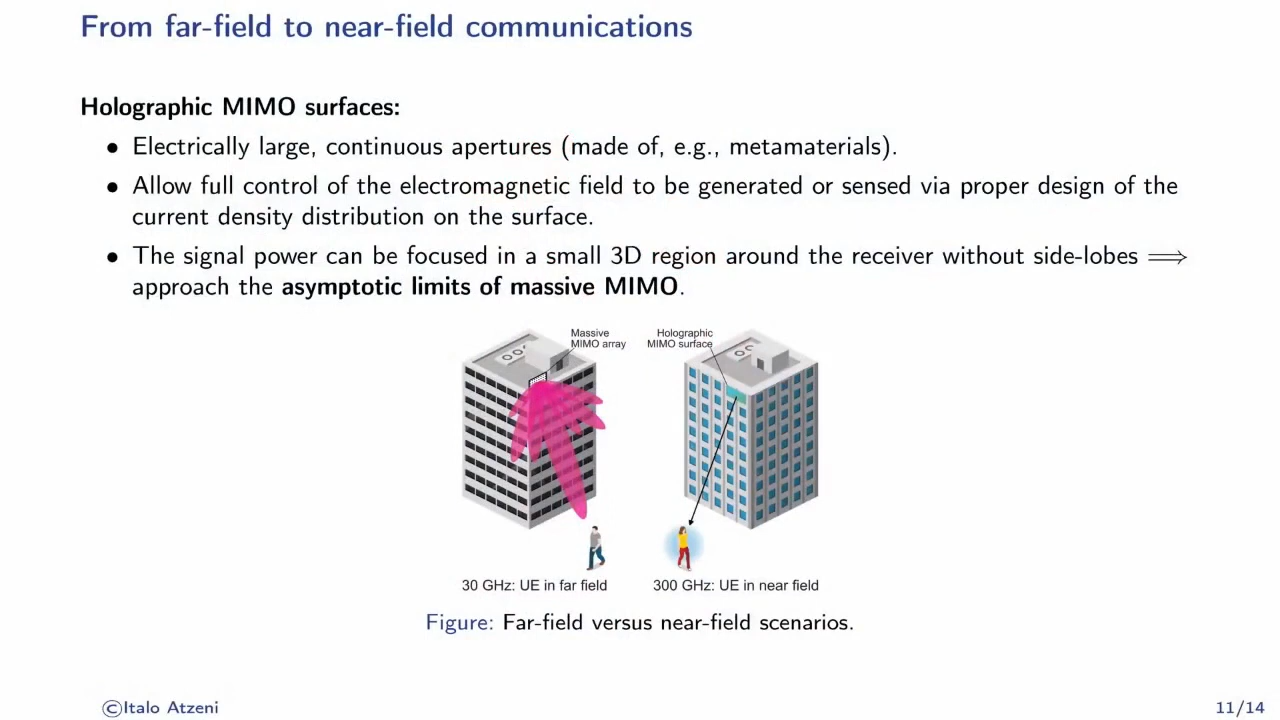 From far-field to near-field communications
Holographic MIMO surfaces:
• Electrically large, continuous apertures (made of, e.g., metamaterials).
• Allow full control of the electromagnetic field to be generated or sensed via proper design of the
current density distribution on the surface.
• The signal power can be focused in a small 3D region around the receiver without side-lobes ⟹
approach the asymptotic limits of massive MIMO.
Massive
MIMO array
Holographic
MIMO surface
30 GHz: UE in far field
300 GHz: UE in near field
Figure: Far-field versus near-field scenarios.
©Italo Atzeni
11/14